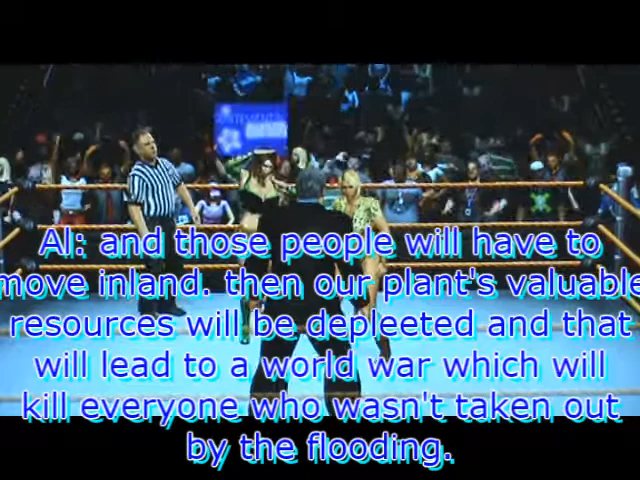 Al: and those people will have to
move inland. then our plant's valuable
resources will be depleeted and that
will lead to a world war which will
kill everyone who wasn't taken out
by the flooding.